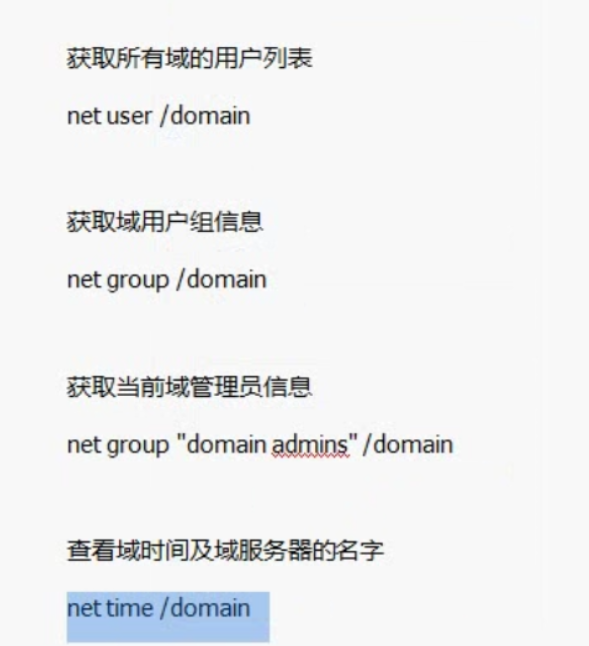 获取所有域的用户列表
net user /domain
获取域用户组信息
net group /domain
获取当前域管理员信息
net group "domain admins" /domain
查看域时间及域服务器的名字
net time /domain